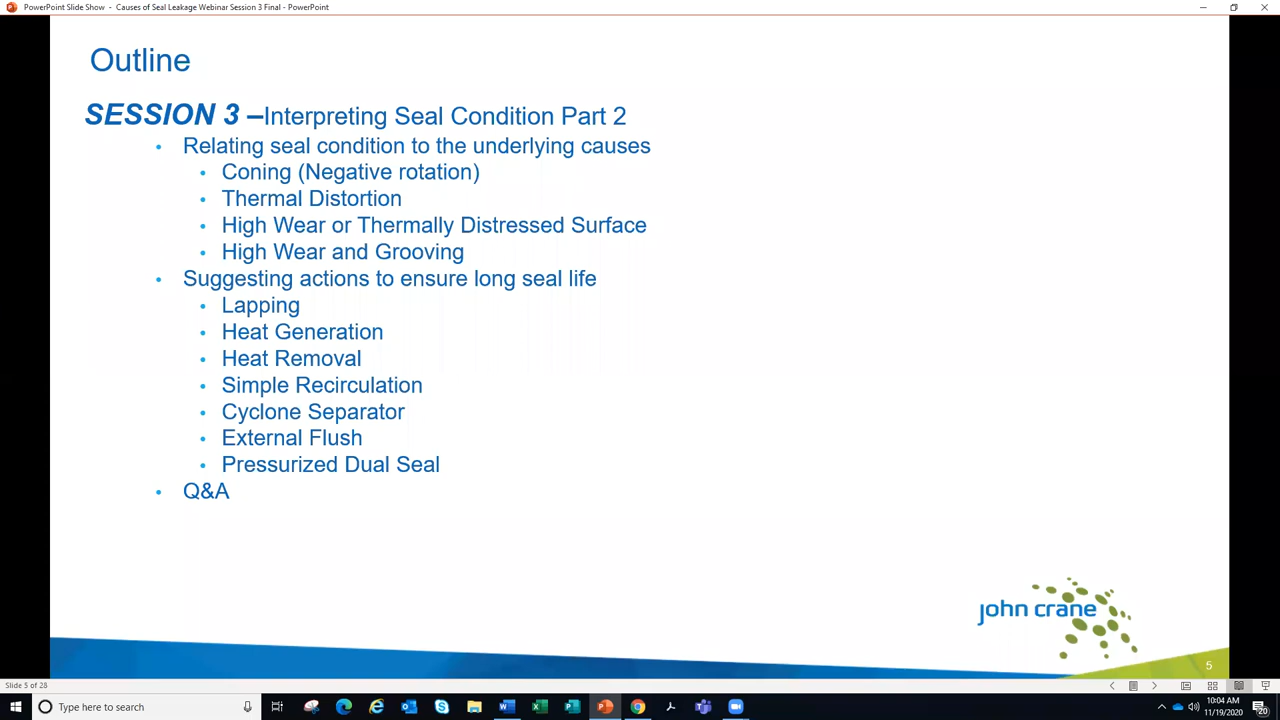 PowerPoint Slide Show - Causes of Seal Leakage Webinar Session 3 Final - PowerPoint
Outline
SESSION 3 –Interpreting Seal Condition Part 2
• Relating seal condition to the underlying causes
• Coning (Negative rotation)
• Thermal Distortion
• High Wear or Thermally Distressed Surface
• High Wear and Grooving
• Suggesting actions to ensure long seal life
• Lapping
• Heat Generation
• Heat Removal
• Simple Recirculation
• Cyclone Separator
• External Flush
• Pressurized Dual Seal
• Q&A
john crane
5
Slide 5 of 28
Type here to search
10:04 AM
11/19/2020
20